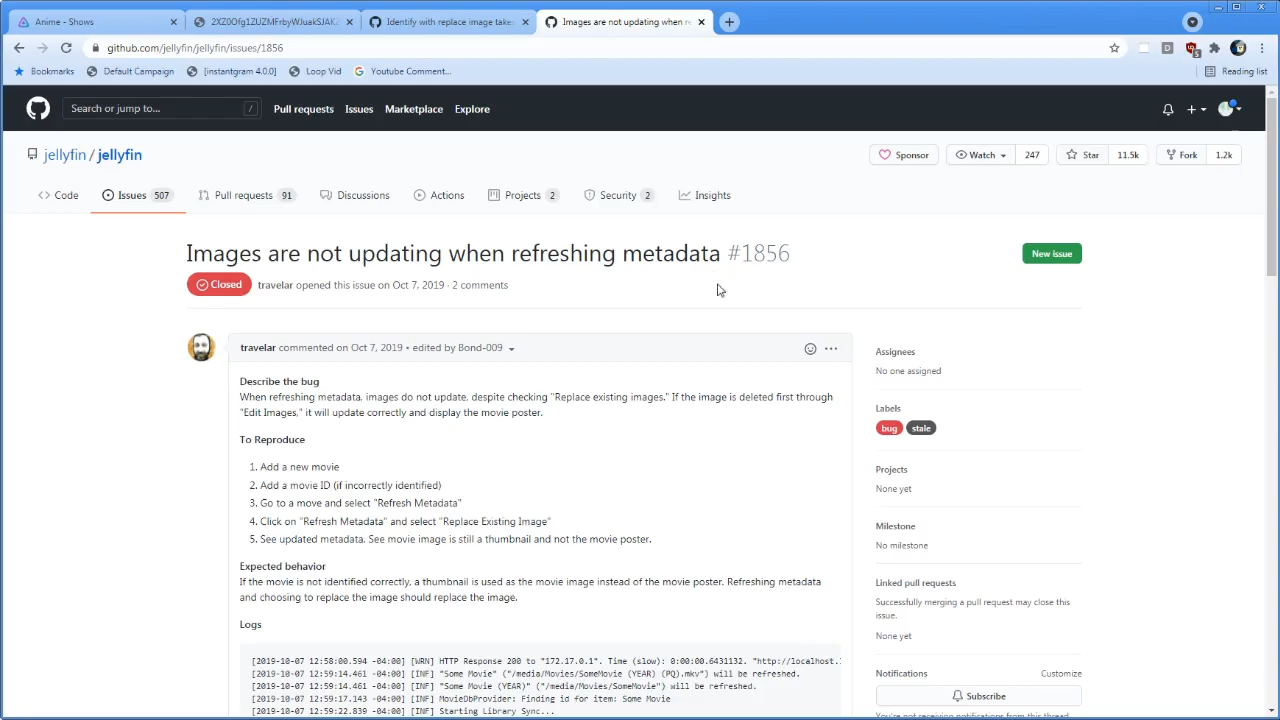 Anime - Shows
2XZ0Ofg1ZUZMFrbyWJuakSJAKZ
Identify with replace image takes
Images are not updating when re
github.com/jellyfin/jellyfin/issues/1856
Bookmarks
Default Campaign
[instantgram 4.0.0]
Loop Vid
Youtube Comment...
Reading list
Search or jump to...
/
Pull requests
Issues
Marketplace
Explore
jellyfin / jellyfin
Sponsor
Watch
247
Star
11.5k
Fork
1.2k
Code
Issues 507
Pull requests 91
Discussions
Actions
Projects 2
Security 2
Insights
Images are not updating when refreshing metadata #1856
New issue
Closed
travelar opened this issue on Oct 7, 2019 · 2 comments
travelar commented on Oct 7, 2019 • edited by Bond-009
Describe the bug
When refreshing metadata, images do not update, despite checking "Replace existing images." If the image is deleted first through
"Edit Images," it will update correctly and display the movie poster.
To Reproduce
1. Add a new movie
2. Add a movie ID (if incorrectly identified)
3. Go to a move and select "Refresh Metadata"
4. Click on "Refresh Metadata" and select "Replace Existing Image"
5. See updated metadata. See movie image is still a thumbnail and not the movie poster.
Expected behavior
If the movie is not identified correctly, a thumbnail is used as the movie image instead of the movie poster. Refreshing metadata
and choosing to replace the image should replace the image.
Logs
[2019-10-07 12:58:00.594 -04:00] [WRN] HTTP Response 200 to "172.17.0.1". Time (slow): 0:00:00.6431132. "http://localhost.
[2019-10-07 12:59:14.461 -04:00] [INF] "Some Movie" ("/media/Movies/SomeMovie (YEAR) (PQ).mkv") will be refreshed.
[2019-10-07 12:59:14.461 -04:00] [INF] "Some Movie (YEAR)" ("/media/Movies/SomeMovie") will be refreshed.
[2019-10-07 12:59:17.143 -04:00] [INF] MovieDbProvider: Finding id for item: Some Movie
[2019-10-07 12:59:22.839 -04:00] [INF] Starting Library Sync...
Assignees
No one assigned
Labels
bug
stale
Projects
None yet
Milestone
No milestone
Linked pull requests
Successfully merging a pull request may close this
issue.
None yet
Notifications
Customize
Subscribe
You're not receiving notifications from this thread.